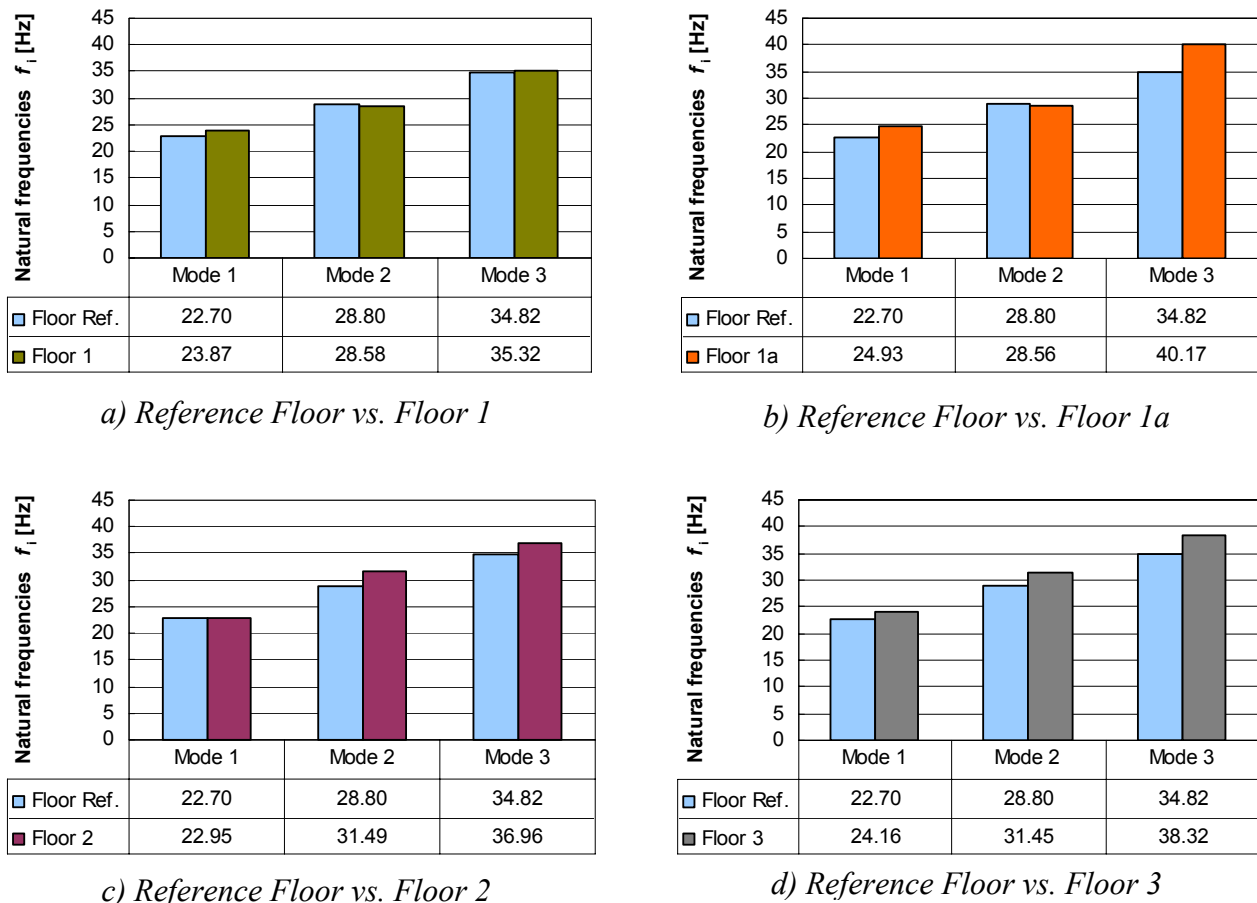 Natural frequencies f i [Hz]
45
40
35
30
25
20
15
10
5
0
Mode 1 Mode 2 Mode 3
Floor Ref. 22.70 28.80 34.82
Floor 1 23.87 28.58 35.32
a) Reference Floor vs. Floor 1
Natural frequencies f i [Hz]
45
40
35
30
25
20
15
10
5
0
Mode 1 Mode 2 Mode 3
Floor Ref. 22.70 28.80 34.82
Floor 1a 24.93 28.56 40.17
b) Reference Floor vs. Floor 1a
Natural frequencies f i [Hz]
45
40
35
30
25
20
15
10
5
0
Mode 1 Mode 2 Mode 3
Floor Ref. 22.70 28.80 34.82
Floor 2 22.95 31.49 36.96
c) Reference Floor vs. Floor 2
Natural frequencies f i [Hz]
45
40
35
30
25
20
15
10
5
0
Mode 1 Mode 2 Mode 3
Floor Ref. 22.70 28.80 34.82
Floor 3 24.16 31.45 38.32
d) Reference Floor vs. Floor 3